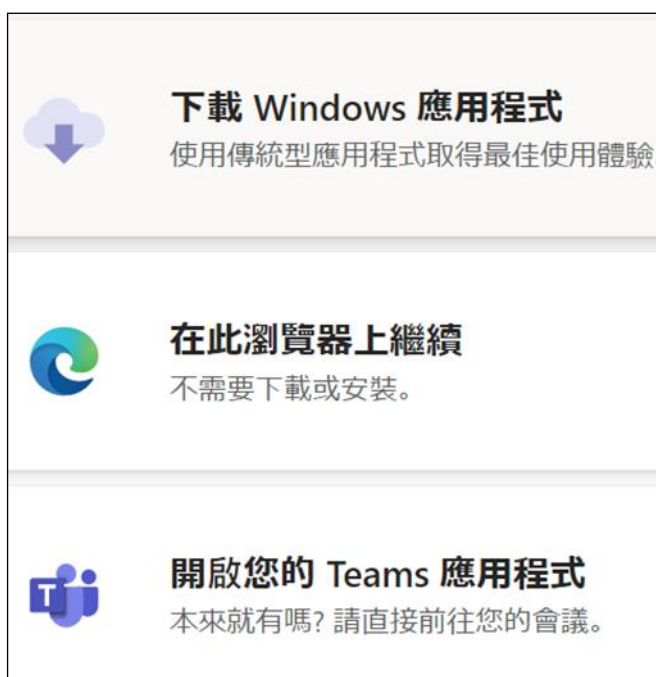 下載 Windows 應用程式
使用傳統型應用程式取得最佳使用體驗
在此瀏覽器上繼續
不需要下載或安裝。
開啟您的 Teams 應用程式
本來就有嗎? 請直接前往您的會議。